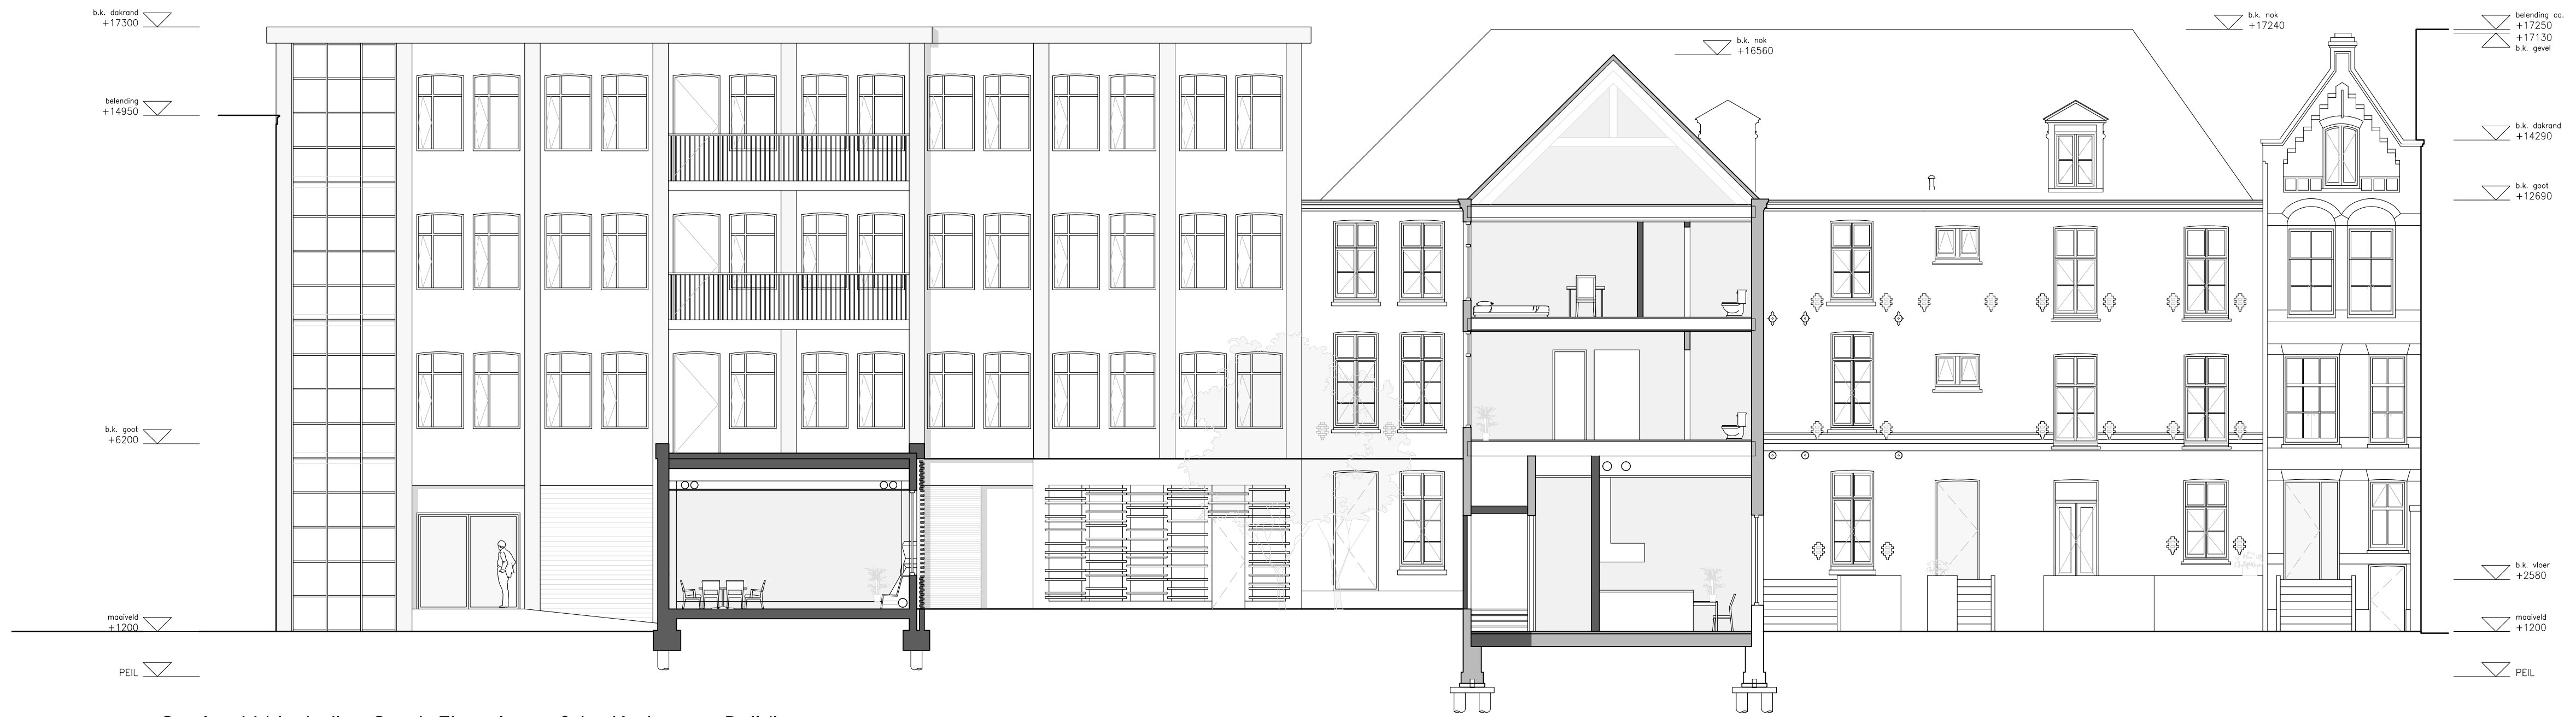 b.k. dakrand
+17300
belending
+14950
b.k. goot
+6200
maaiveld
+1200
PEIL
b.k. nok
+16560
b.k. nok
+17240
belending ca.
+17250
+17130
b.k. gevel
b.k. dakrand
+14290
b.k. goot
+12690
b.k. vloer
+2580
maaiveld
+1200
PEIL